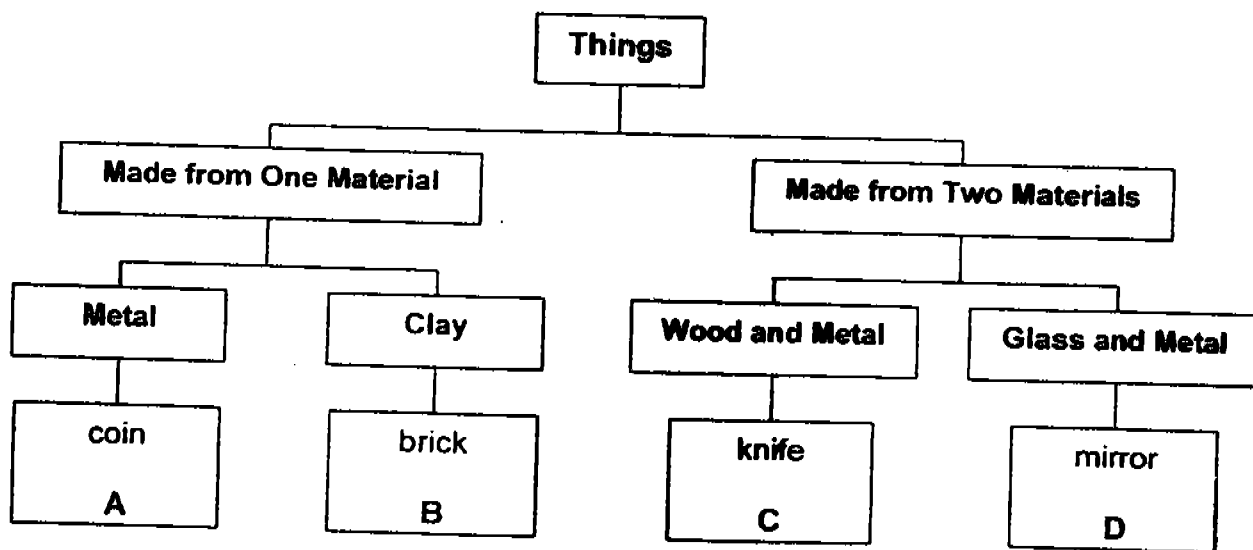 Things
Made from One Material
Made from Two Materials
Metal
Clay
Wood and Metal
Glass and Metal
coin
A
brick
B
knife
C
mirror
D